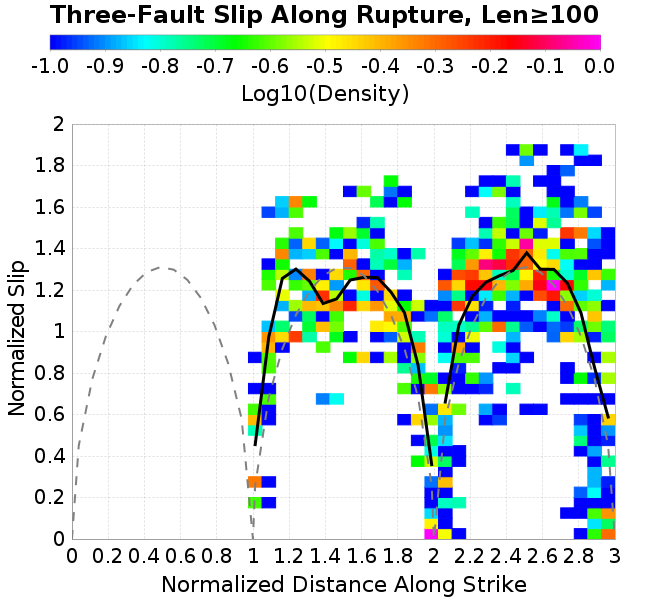 Three-Fault Slip Along Rupture, Len≥100
-1.0 -0.9 -0.8 -0.7 -0.6 -0.5 -0.4 -0.3 -0.2 -0.1 0.0
Log10(Density)
2
1.8
1.6
1.4
1.2
1
0.8
0.6
0.4
0.2
0
Normalized Slip
0 0.2 0.4 0.6 0.8 1 1.2 1.4 1.6 1.8 2 2.2 2.4 2.6 2.8 3
Normalized Distance Along Strike